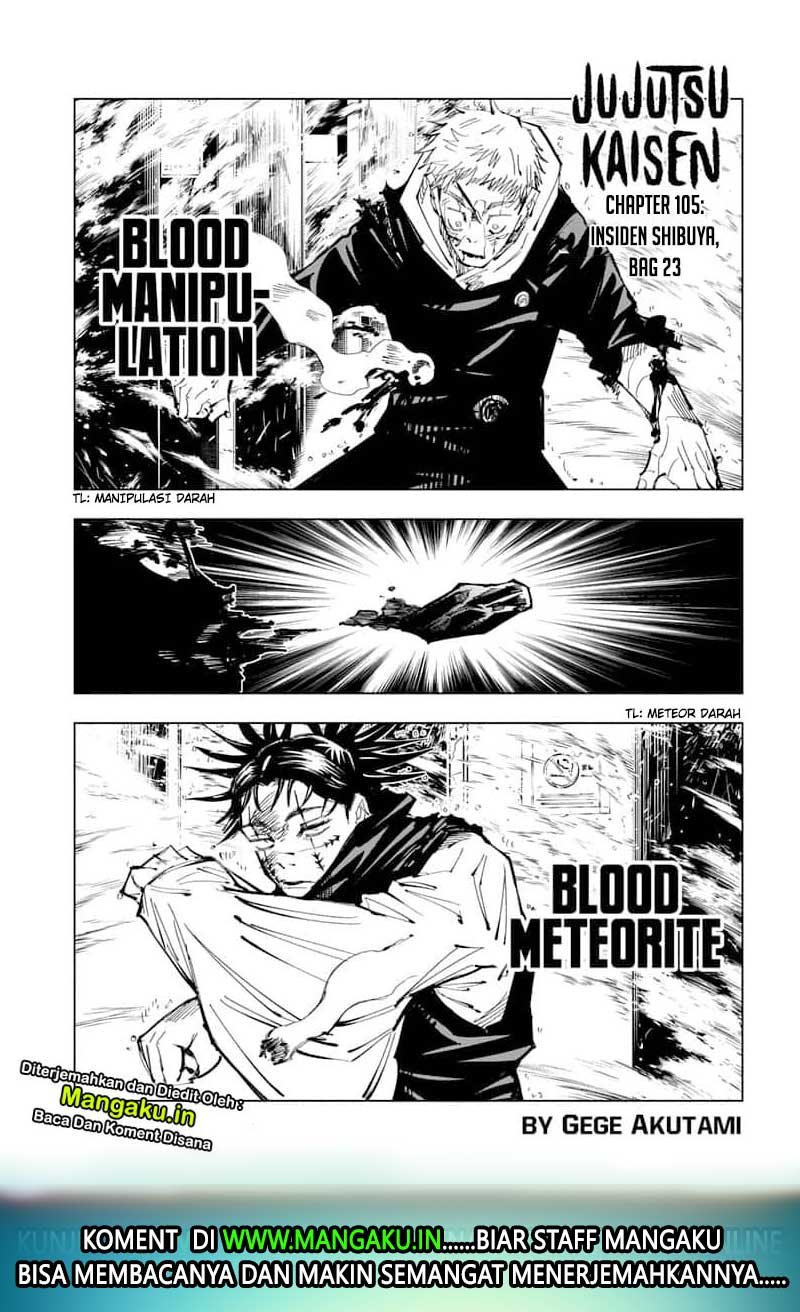 JUJUTSU
KAISEN
CHAPTER 105:
INSIDEN SHIBUYA,
BAG 23
BLOOD
MANIPU-
LATION
TL: MANIPULASI DARAH
TL: METEOR DARAH
BLOOD
METEORITE
Diterjemahkan dan Diedit Oleh :
Mangaku.in
Baca Dan Koment Disana
BY GEGE AKUTAMI
KOMENT DI WWW.MANGAKU.IN......BIAR STAFF MANGAKU
BISA MEMBACANYA DAN MAKIN SEMANGAT MENERJEMAHKANNYA.....